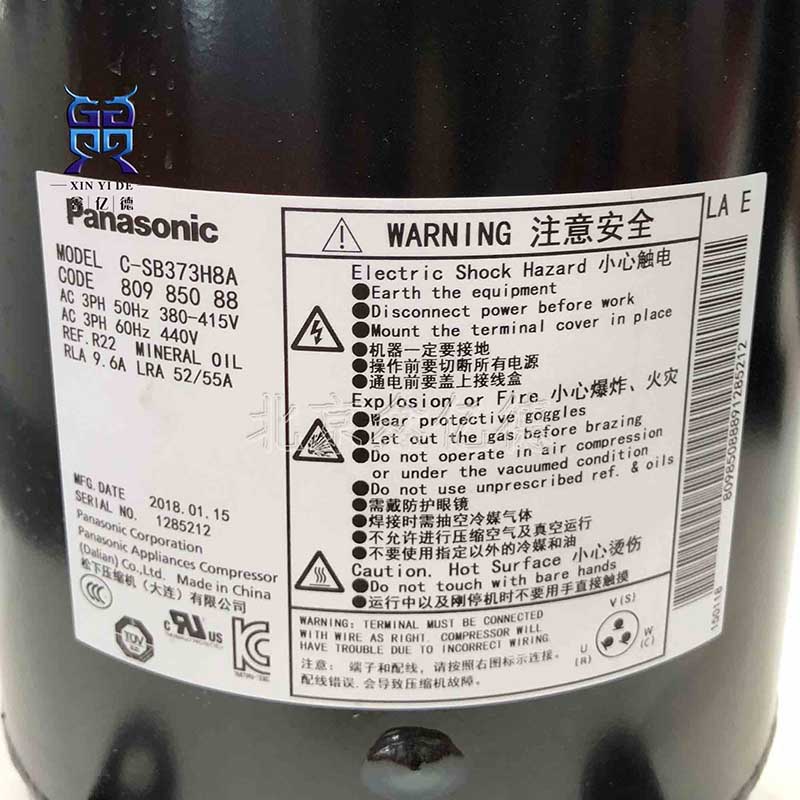 XIN YI DE
鑫亿德
Panasonic
MODEL C-SB373H8A
CODE 809 850 88
AC 3PH 50Hz 380-415V
AC 3PH 60Hz 440V
REF.R22 MINERAL OIL
RLA 9.6A LRA 52/55A
MFG.DATE 2018.01.15
SERIAL NO. 1285212
Panasonic Corporation
Panasonic Appliances Compressor
(Dalian) Co.,Ltd. Made in China
松下压缩机（大连）有限公司
CCC
TÜV
c RU US
WARNING 注意安全
Electric Shock Hazard 小心触电
●Earth the equipment
●Disconnect power before work
●Mount the terminal cover in place
●机器一定要接地
●操作前要切断所有电源
●通电前要盖上接线盒
Explosion or Fire 小心爆炸、火灾
●Wear protective goggles
●Let out the gas before brazing
●Do not operate in air compression
or under the vacuumed condition
●Do not use unprescribed ref. & oils
●需戴防护眼镜
●焊接时需抽空冷媒气体
●不允许进行压缩空气及真空运行
●不要使用指定以外的冷媒和油
Caution. Hot Surface 小心烫伤
●Do not touch with bare hands
●运行中以及刚停机时不要用手直接触摸
WARNING: TERMINAL MUST BE CONNECTED
WITH WIRE AS RIGHT. COMPRESSOR WILL
HAVE TROUBLE DUE TO INCORRECT WIRING.
注意: 端子和配线, 请按照右图标示连接。
配线错误.会导致压缩机故障。
V(S)
U
(R)
W
(C)
LA E
80985088891285212
150118
北京鑫亿德